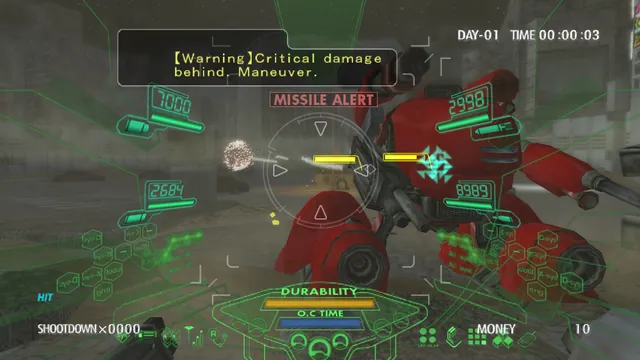 DAY-01 TIME 00:00:03
【Warning】Critical damage
behind. Maneuver.
MISSILE ALERT
7000
2998
2684
8989
HIT
DURABILITY
O.C TIME
SHOOTDOWN×0000
MONEY 10